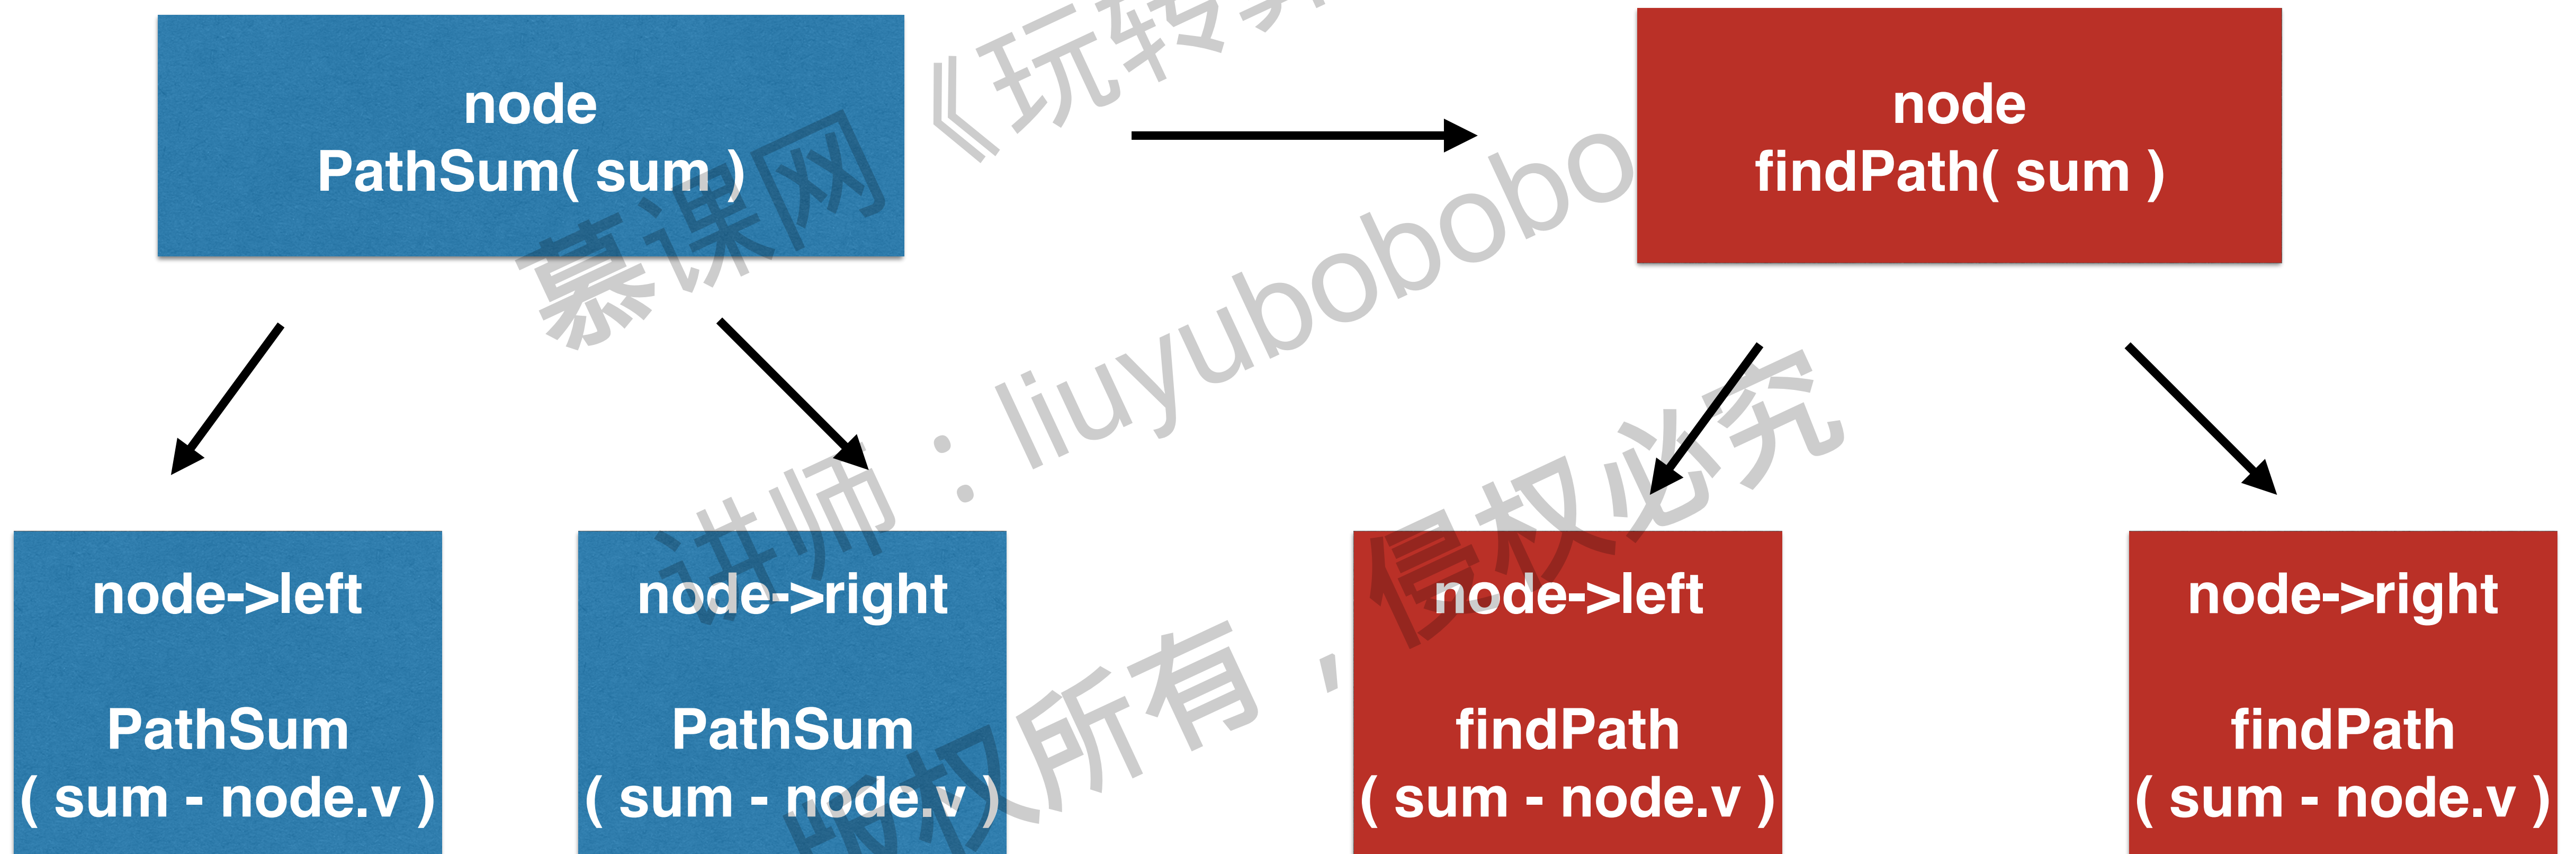 node
PathSum( sum )
node
findPath( sum )
node->left
PathSum
( sum - node.v )
node->right
PathSum
( sum - node.v )
node->left
findPath
( sum - node.v )
node->right
findPath
( sum - node.v )
慕课网《玩转
讲师：liuyubobobo
版权所有，侵权必究